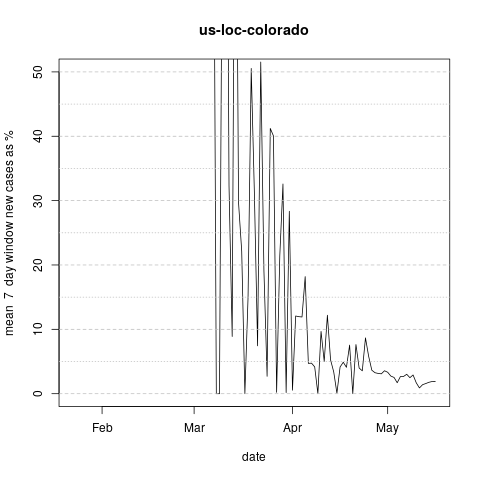 us-loc-colorado
mean  7  day window new cases as %
50
40
30
20
10
0
Feb
Mar
Apr
May
date